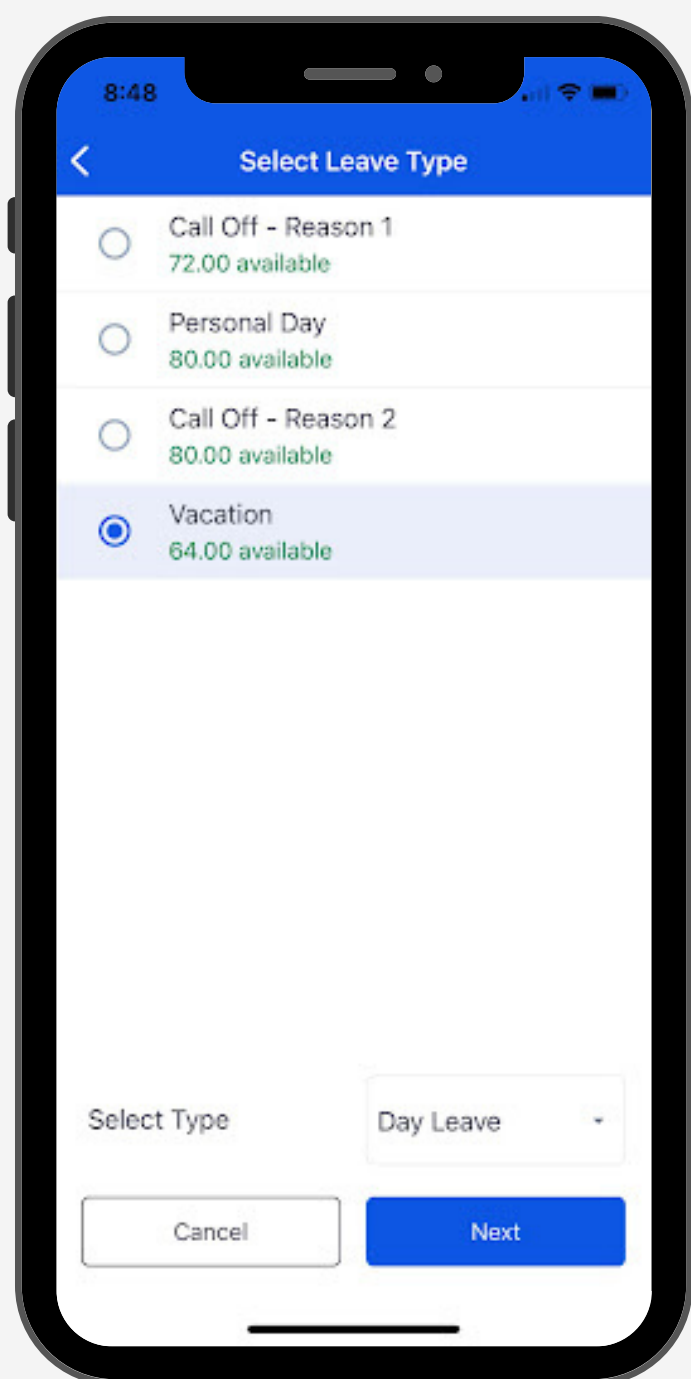 8:48
Select Leave Type
Call Off - Reason 1
72.00 available
Personal Day
80.00 available
Call Off - Reason 2
80.00 available
Vacation
64.00 available
Select Type
Day Leave
Cancel
Next